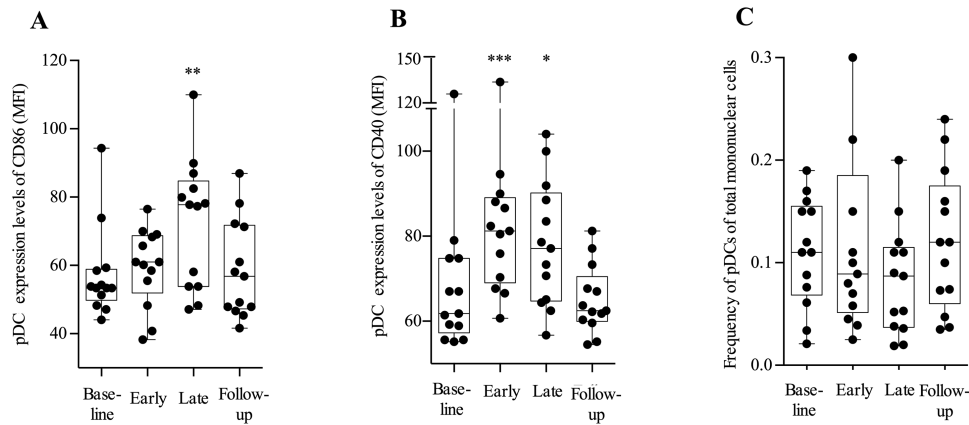 A
pDC expression levels of CD86 (MFI)
120
100
80
60
40
**
Base-
line
Early
Late
Follow-
up
B
pDC expression levels of CD40 (MFI)
150
120
100
80
60
***
*
Base-
line
Early
Late
Follow-
up
C
Frequency of pDCs of total mononuclear cells
0.3
0.2
0.1
0.0
Base-
line
Early
Late
Follow-
up